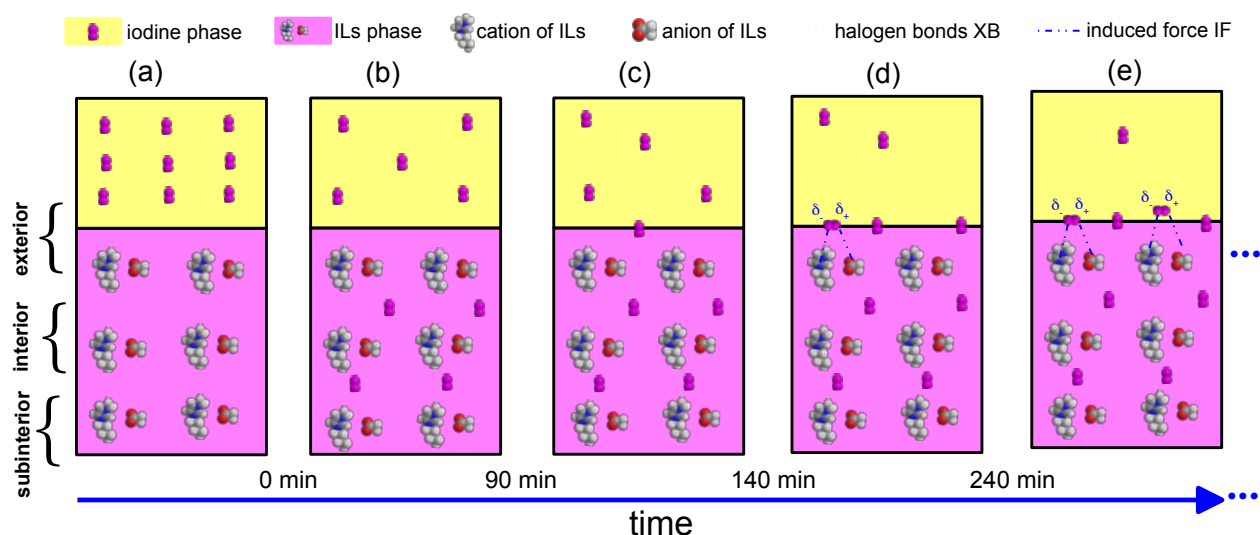 iodine phase ILs phase cation of ILs anion of ILs halogen bonds XB induced force IF
(a) (b) (c) (d) (e)
δ- δ+
δ- δ+ δ- δ+
exterior
interior
subinterior
0 min 90 min 140 min 240 min
time